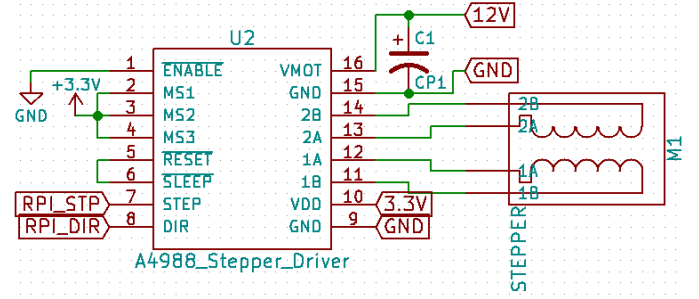 12V
C1
U2
+
1 ENABLE VMOT 16
GND
+3.3V
CP1
2 MS1 GND 15
3 MS2 2B 14
4 MS3 2A 13
5 RESET 1A 12
6 SLEEP 1B 11
7 STEP VDD 10
8 DIR GND 9
GND
RPI_STP
RPI_DIR
3.3V
GND
2B
2A
1A
1B
M1
STEPPER
A4988_Stepper_Driver